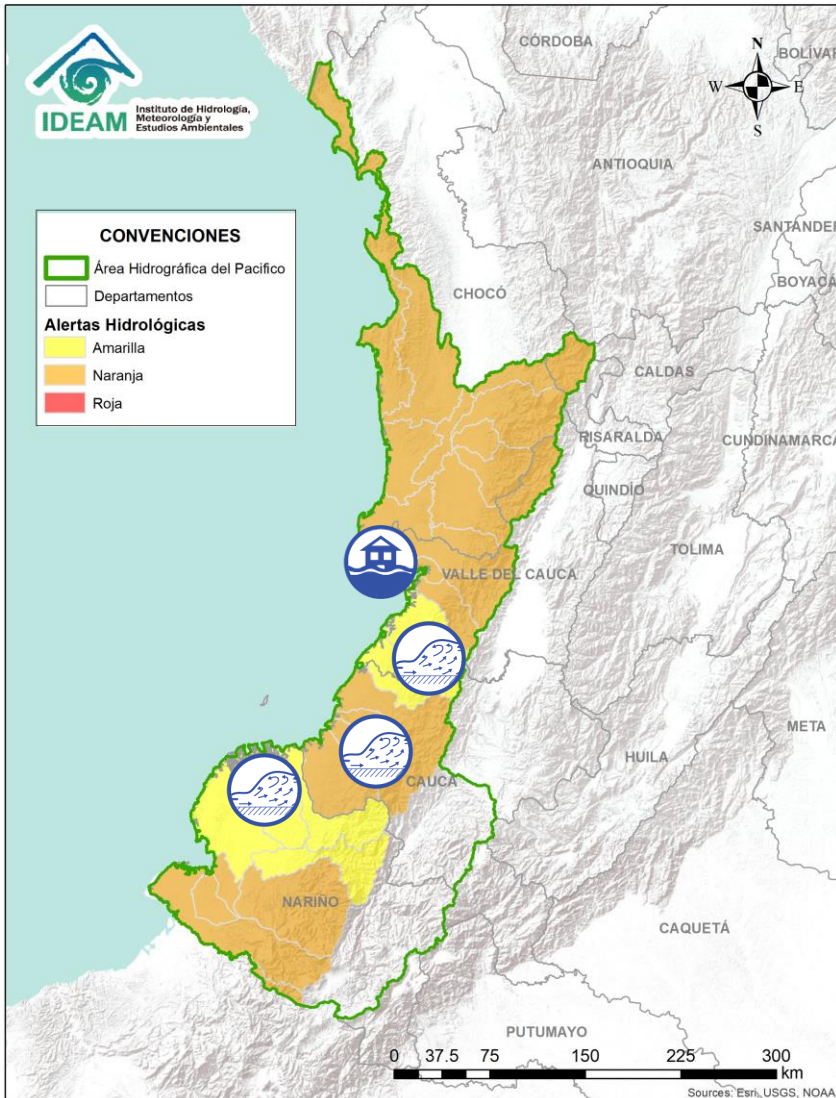 IDEAM
Instituto de Hidrología,
Meteorología y
Estudios Ambientales
N
W
E
S
CÓRDOBA
BOLÍVAR
ANTIOQUIA
SANTANDER
BOYACÁ
CHOCÓ
CALDAS
RISARALDA
CUNDINAMARCA
QUINDÍO
TOLIMA
VALLE DEL CAUCA
META
HUILA
CAUCA
NARIÑO
CAQUETÁ
PUTUMAYO
CONVENCIONES
Área Hidrográfica del Pacifico
Departamentos
Alertas Hidrológicas
Amarilla
Naranja
Roja
0 37.5 75 150 225 300
km
Sources: Esri, USGS, NOAA